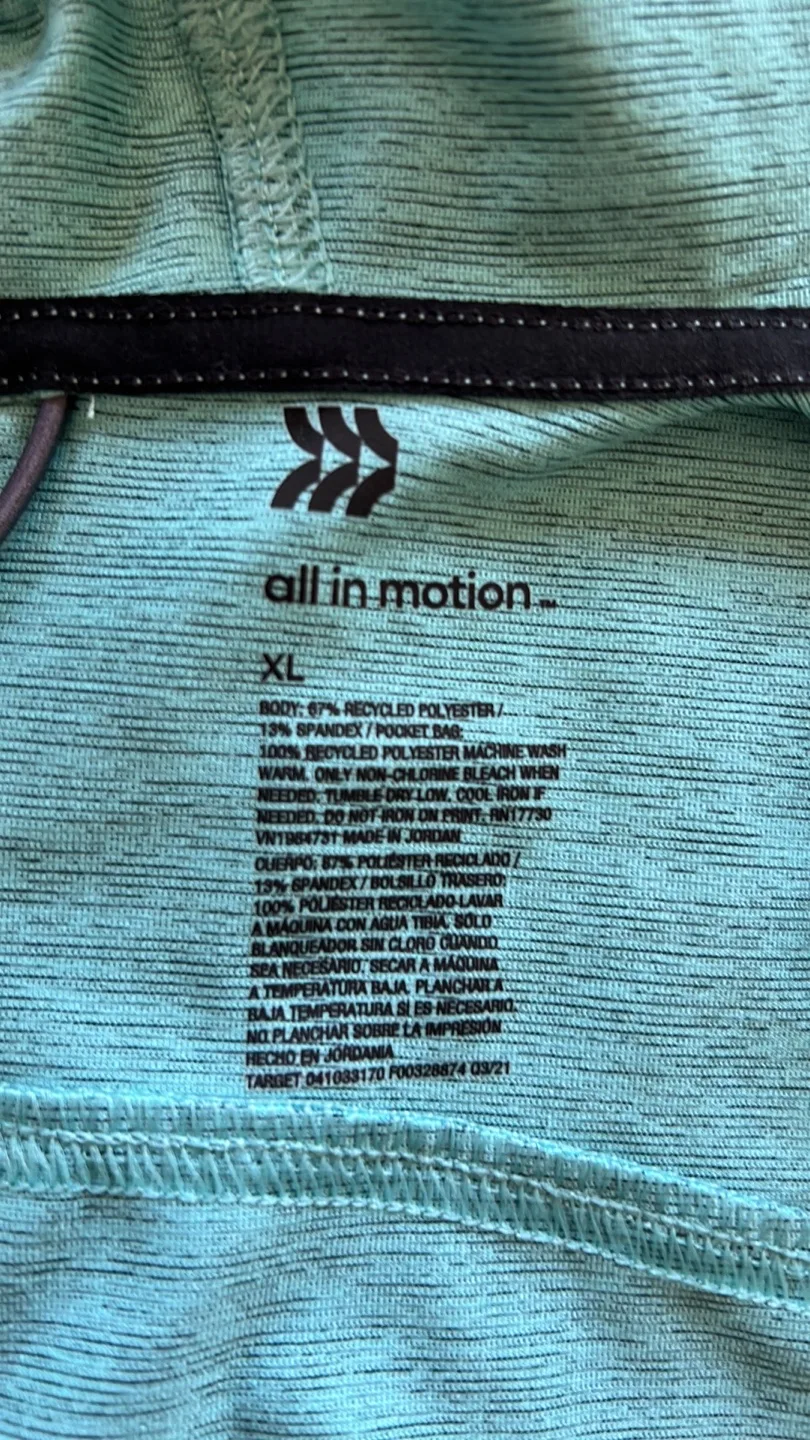 all in motion™
XL
BODY: 87% RECYCLED POLYESTER /
13% SPANDEX / POCKET BAG:
100% RECYCLED POLYESTER MACHINE WASH
WARM. ONLY NON-CHLORINE BLEACH WHEN
NEEDED. TUMBLE DRY LOW. COOL IRON IF
NEEDED. DO NOT IRON ON PRINT. RN17730
VN1984731 MADE IN JORDAN
CUERPO: 87% POLIÉSTER RECICLADO /
13% SPANDEX / BOLSILLO TRASERO:
100% POLIÉSTER RECICLADO LAVAR
A MÁQUINA CON AGUA TIBIA. SÓLO
BLANQUEADOR SIN CLORO CUANDO
SEA NECESARIO. SECAR A MÁQUINA
A TEMPERATURA BAJA. PLANCHAR A
BAJA TEMPERATURA SI ES NECESARIO.
NO PLANCHAR SOBRE LA IMPRESIÓN
HECHO EN JORDANIA
TARGET 041033170 F00328874 Q3/21